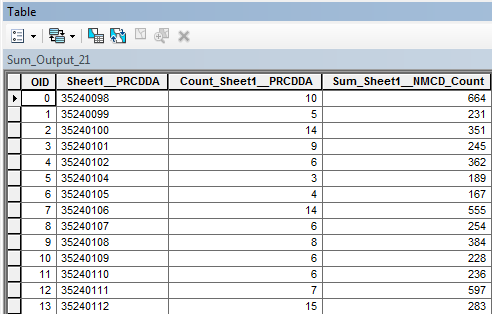 Table
Sum_Output_21
OID Sheet1__PRCDDA Count_Sheet1__PRCDDA Sum_Sheet1__NMCD_Count
0 35240098 10 664
1 35240099 5 231
2 35240100 14 351
3 35240101 9 245
4 35240102 6 362
5 35240104 3 189
6 35240105 4 167
7 35240106 14 555
8 35240107 6 254
9 35240108 8 384
10 35240109 6 228
11 35240110 6 236
12 35240111 7 597
13 35240112 15 283